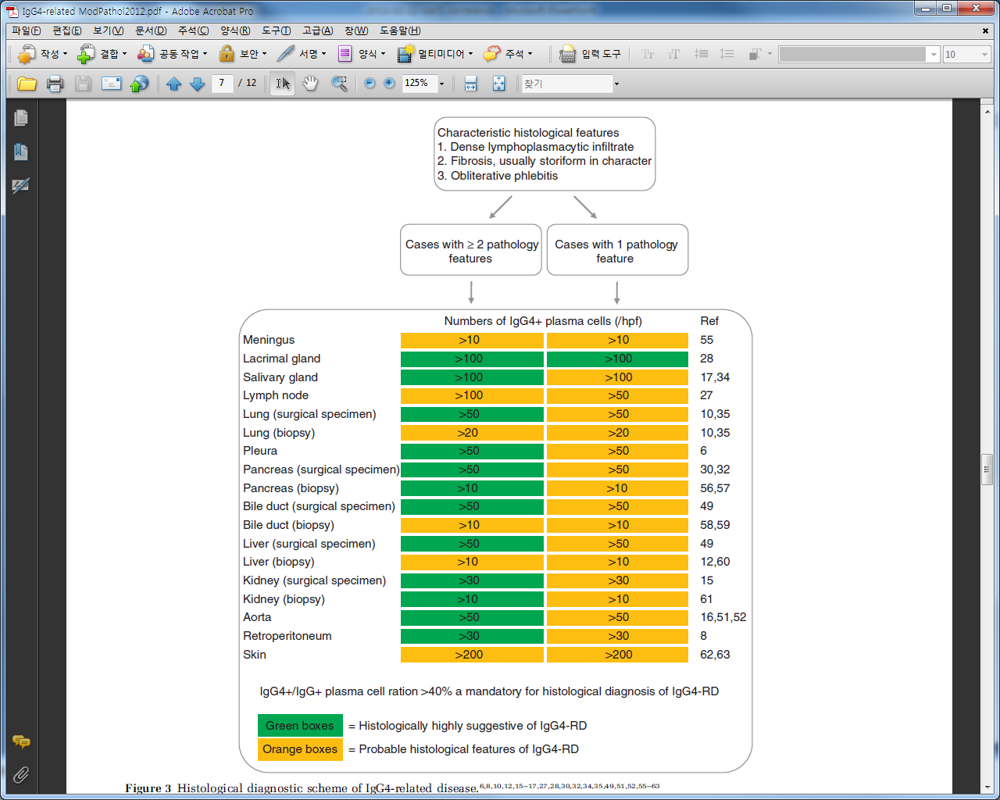 IgG4-related ModPathol2012.pdf - Adobe Acrobat Pro
파일(F) 편집(E) 보기(V) 문서(D) 주석(C) 양식(R) 도구(T) 고급(A) 창(W) 도움말(H)
작성 결합 공동 작업 보안 서명 양식 멀티미디어 주석 입력 도구 10
7 / 12 125% 찾기
Characteristic histological features
1. Dense lymphoplasmacytic infiltrate
2. Fibrosis, usually storiform in character
3. Obliterative phlebitis
Cases with ≥ 2 pathology features
Cases with 1 pathology feature
Numbers of IgG4+ plasma cells (/hpf) Ref
Meningus >10 >10 55
Lacrimal gland >100 >100 28
Salivary gland >100 >100 17,34
Lymph node >100 >50 27
Lung (surgical specimen) >50 >50 10,35
Lung (biopsy) >20 >20 10,35
Pleura >50 >50 6
Pancreas (surgical specimen) >50 >50 30,32
Pancreas (biopsy) >10 >10 56,57
Bile duct (surgical specimen) >50 >50 49
Bile duct (biopsy) >10 >10 58,59
Liver (surgical specimen) >50 >50 49
Liver (biopsy) >10 >10 12,60
Kidney (surgical specimen) >30 >30 15
Kidney (biopsy) >10 >10 61
Aorta >50 >50 16,51,52
Retroperitoneum >30 >30 8
Skin >200 >200 62,63
IgG4+/IgG+ plasma cell ration >40% a mandatory for histological diagnosis of IgG4-RD
Green boxes = Histologically highly suggestive of IgG4-RD
Orange boxes = Probable histological features of IgG4-RD
Figure 3 Histological diagnostic scheme of IgG4-related disease.6,8,10,12,15–17,27,28,30,32,34,35,49,51,52,55–63